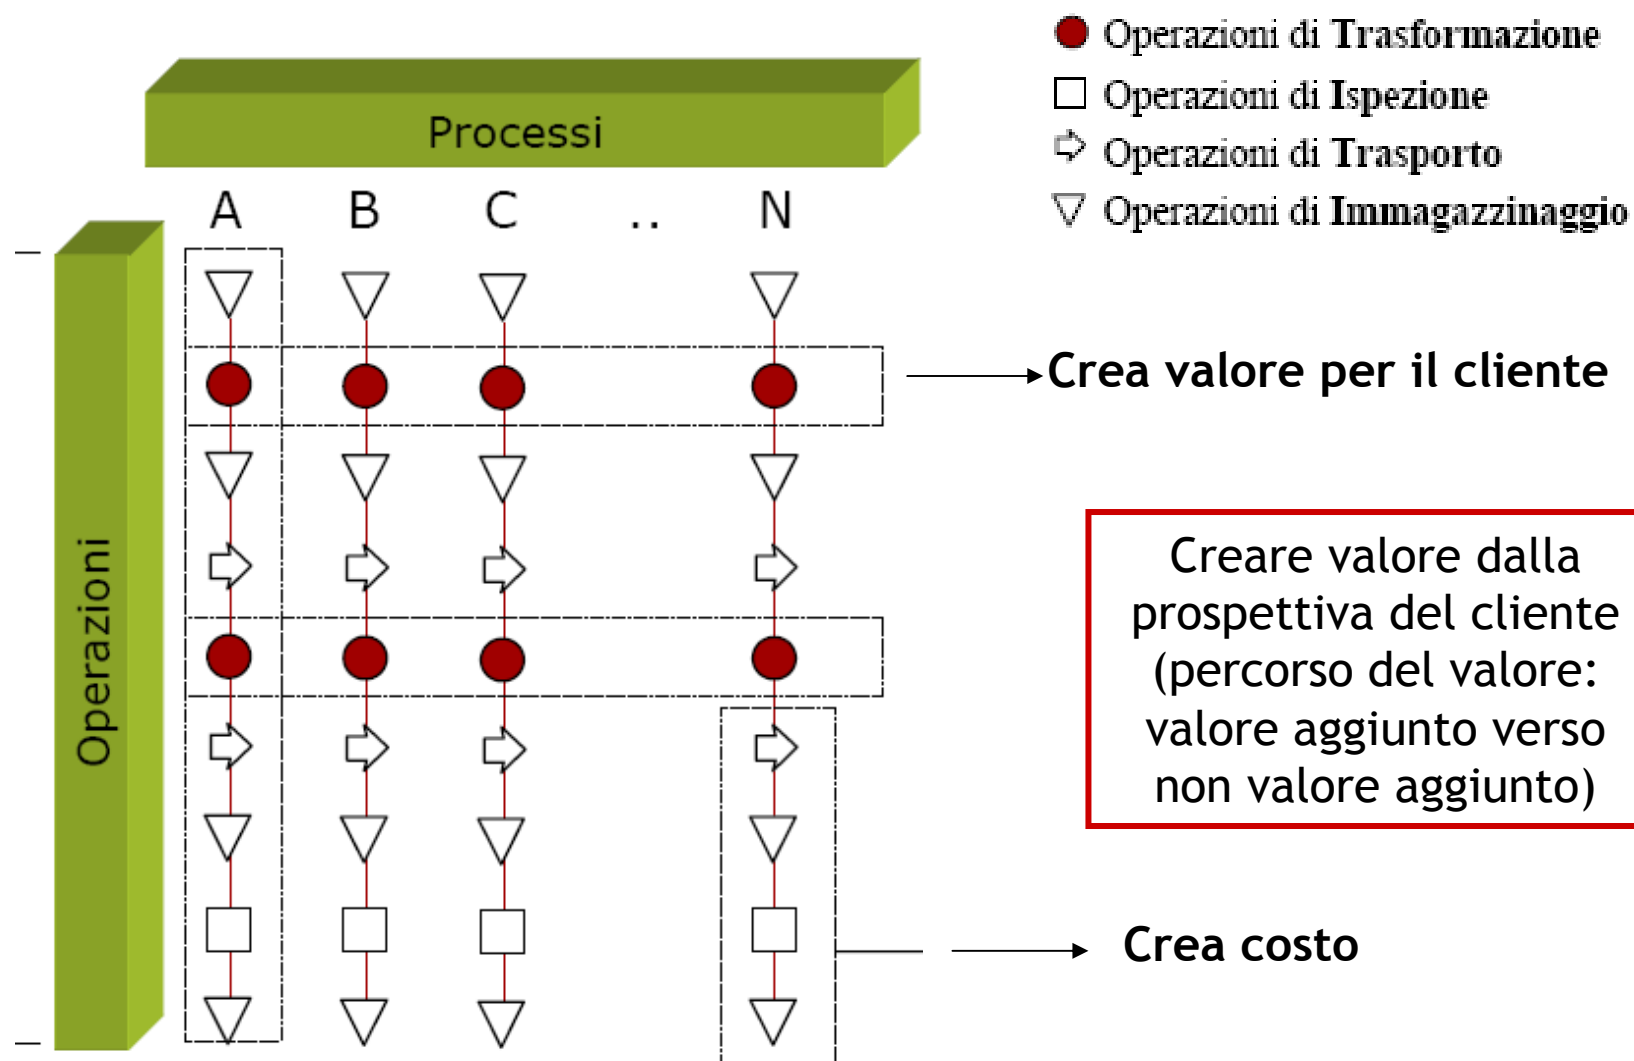 Operazioni di Trasformazione
Operazioni di Ispezione
Operazioni di Trasporto
Operazioni di Immagazzinaggio
Processi
A B C .. N
Operazioni
Crea valore per il cliente
Creare valore dalla
prospettiva del cliente
(percorso del valore:
valore aggiunto verso
non valore aggiunto)
Crea costo